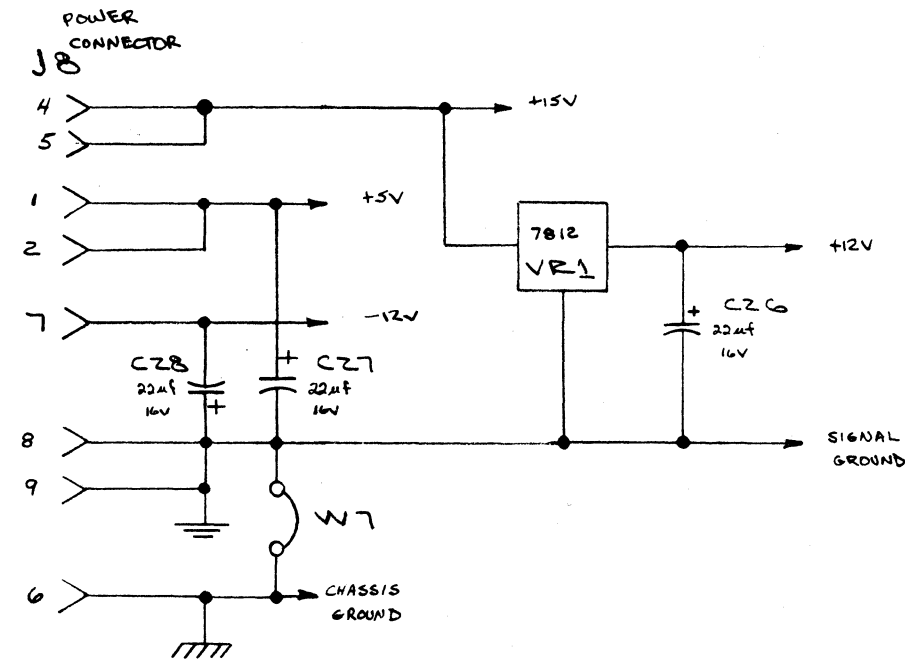 POWER
CONNECTOR
J8
4
+15V
5
1
+5V
2
7812
VR1
+12V
7
-12V
+
C26
22uf
16V
C28
22uf
16V
+
+
C27
22uf
16V
8
SIGNAL
GROUND
9
W7
6
CHASSIS
GROUND